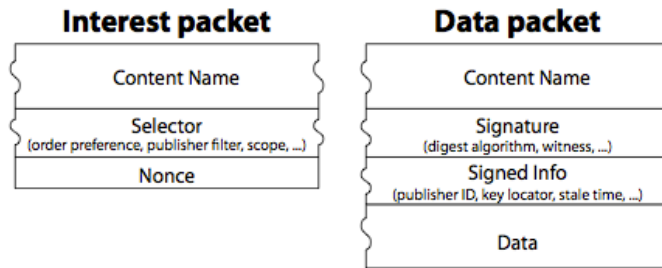 Interest packet
Content Name
Selector
(order preference, publisher filter, scope, ...)
Nonce
Data packet
Content Name
Signature
(digest algorithm, witness, ...)
Signed Info
(publisher ID, key locator, stale time, ...)
Data